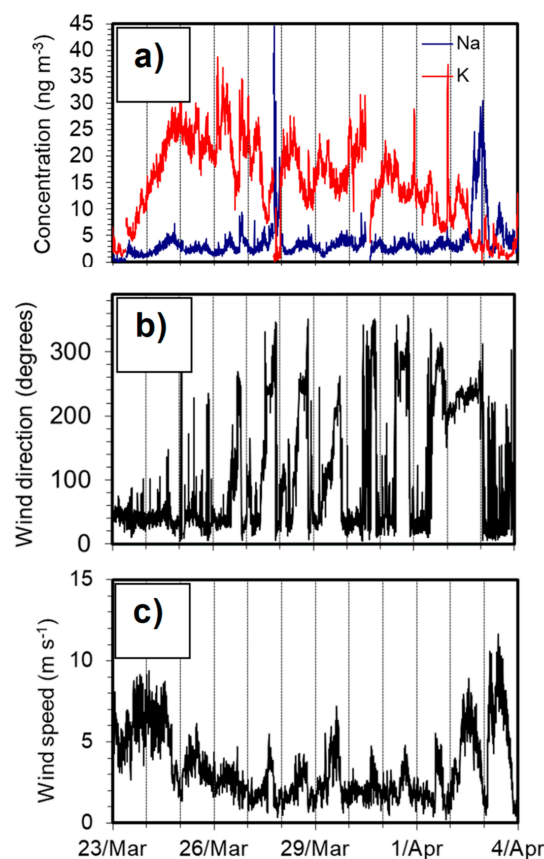 a)
Na
K
Concentration (ng m-3)
45
40
35
30
25
20
15
10
5
0
b)
Wind direction (degrees)
300
200
100
0
c)
Wind speed (m s-1)
15
10
5
0
23/Mar 26/Mar 29/Mar 1/Apr 4/Apr